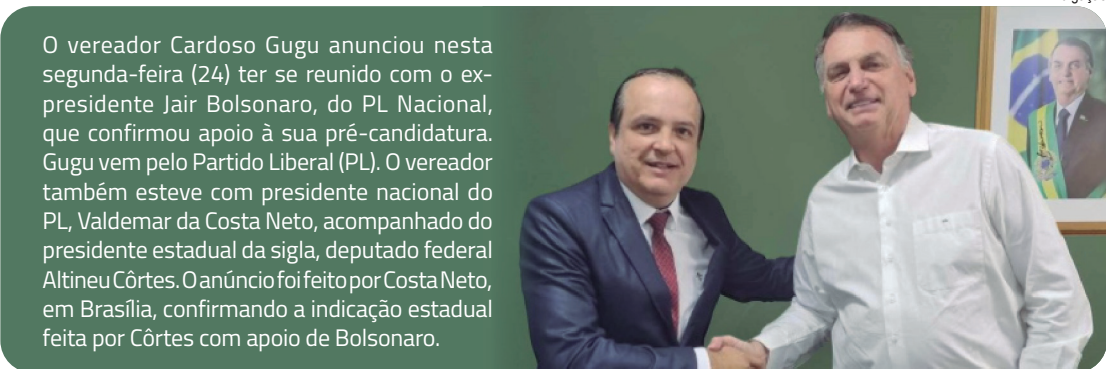 O vereador Cardoso Gugu anunciou nesta
segunda-feira (24) ter se reunido com o ex-
presidente Jair Bolsonaro, do PL Nacional,
que confirmou apoio à sua pré-candidatura.
Gugu vem pelo Partido Liberal (PL). O vereador
também esteve com presidente nacional do
PL, Valdemar da Costa Neto, acompanhado do
presidente estadual da sigla, deputado federal
Altineu Côrtes. O anúncio foi feito por Costa Neto,
em Brasília, confirmando a indicação estadual
feita por Côrtes com apoio de Bolsonaro.